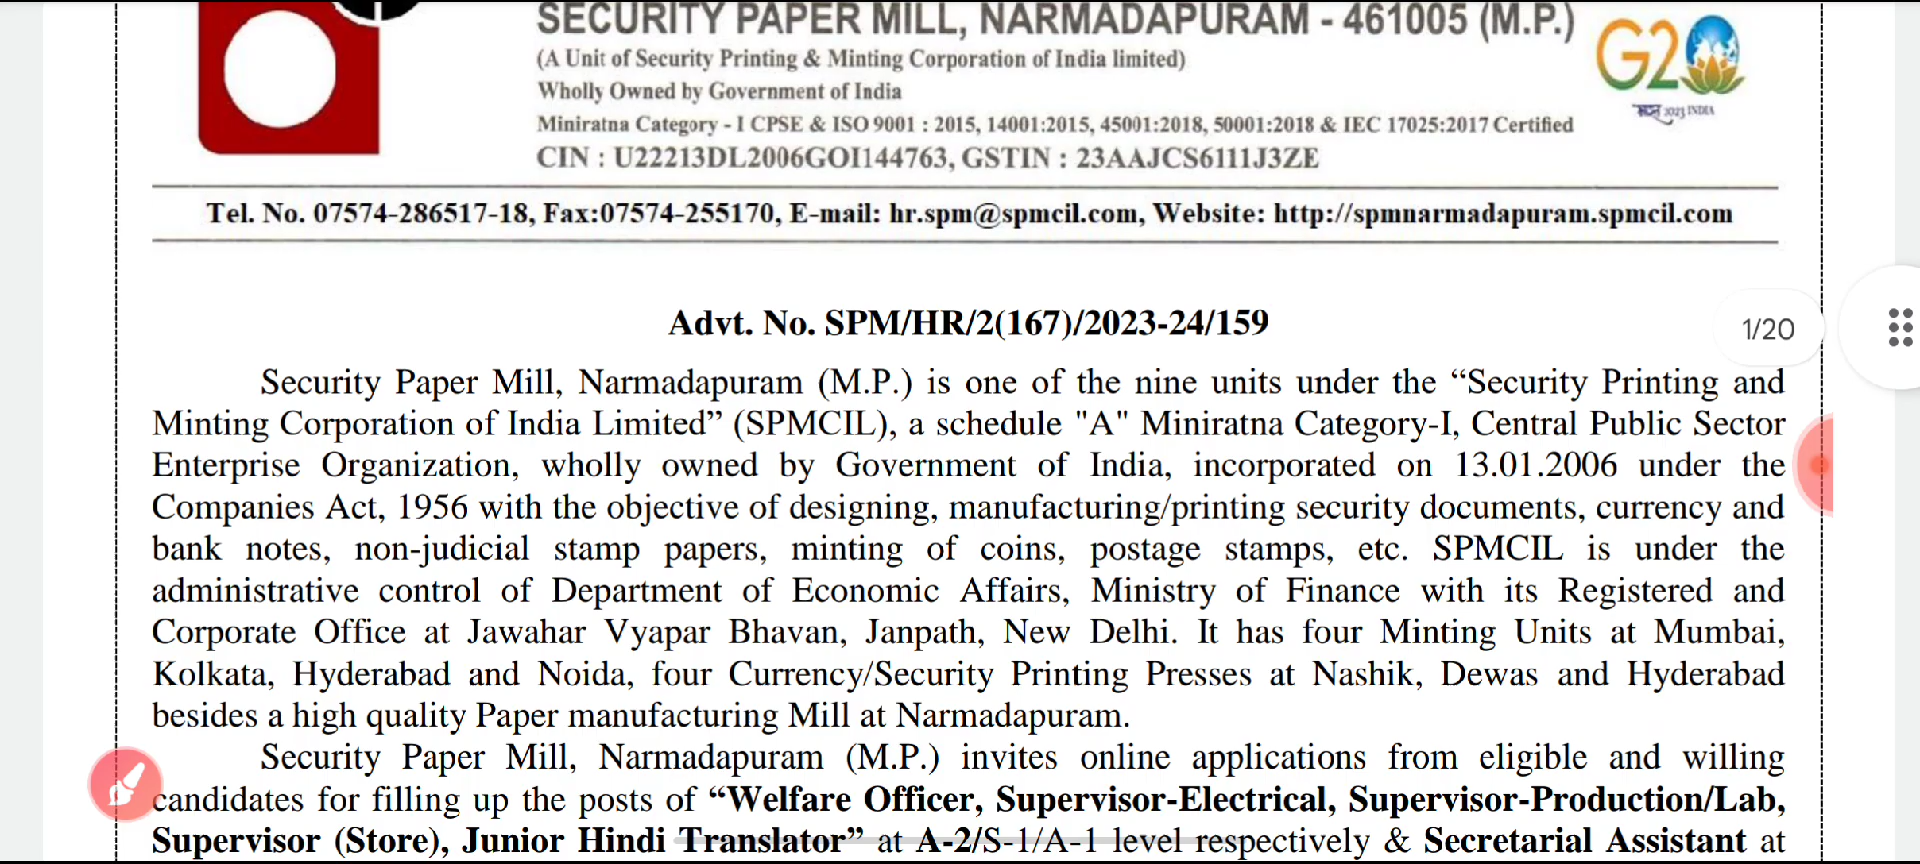 SECURITY PAPER MILL, NARMADAPURAM - 461005 (M.P.)
(A Unit of Security Printing & Minting Corporation of India limited)
Wholly Owned by Government of India
Miniratna Category - I CPSE & ISO 9001 : 2015, 14001:2015, 45001:2018, 50001:2018 & IEC 17025:2017 Certified
CIN : U22213DL2006GOI144763, GSTIN : 23AAJCS6111J3ZE
G20
भारत 2023 INDIA
Tel. No. 07574-286517-18, Fax:07574-255170, E-mail: hr.spm@spmcil.com, Website: http://spmnarmadapuram.spmcil.com
Advt. No. SPM/HR/2(167)/2023-24/159
1/20
Security Paper Mill, Narmadapuram (M.P.) is one of the nine units under the “Security Printing and
Minting Corporation of India Limited” (SPMCIL), a schedule "A" Miniratna Category-I, Central Public Sector
Enterprise Organization, wholly owned by Government of India, incorporated on 13.01.2006 under the
Companies Act, 1956 with the objective of designing, manufacturing/printing security documents, currency and
bank notes, non-judicial stamp papers, minting of coins, postage stamps, etc. SPMCIL is under the
administrative control of Department of Economic Affairs, Ministry of Finance with its Registered and
Corporate Office at Jawahar Vyapar Bhavan, Janpath, New Delhi. It has four Minting Units at Mumbai,
Kolkata, Hyderabad and Noida, four Currency/Security Printing Presses at Nashik, Dewas and Hyderabad
besides a high quality Paper manufacturing Mill at Narmadapuram.
Security Paper Mill, Narmadapuram (M.P.) invites online applications from eligible and willing
candidates for filling up the posts of “Welfare Officer, Supervisor-Electrical, Supervisor-Production/Lab,
Supervisor (Store), Junior Hindi Translator” at A-2/S-1/A-1 level respectively & Secretarial Assistant at